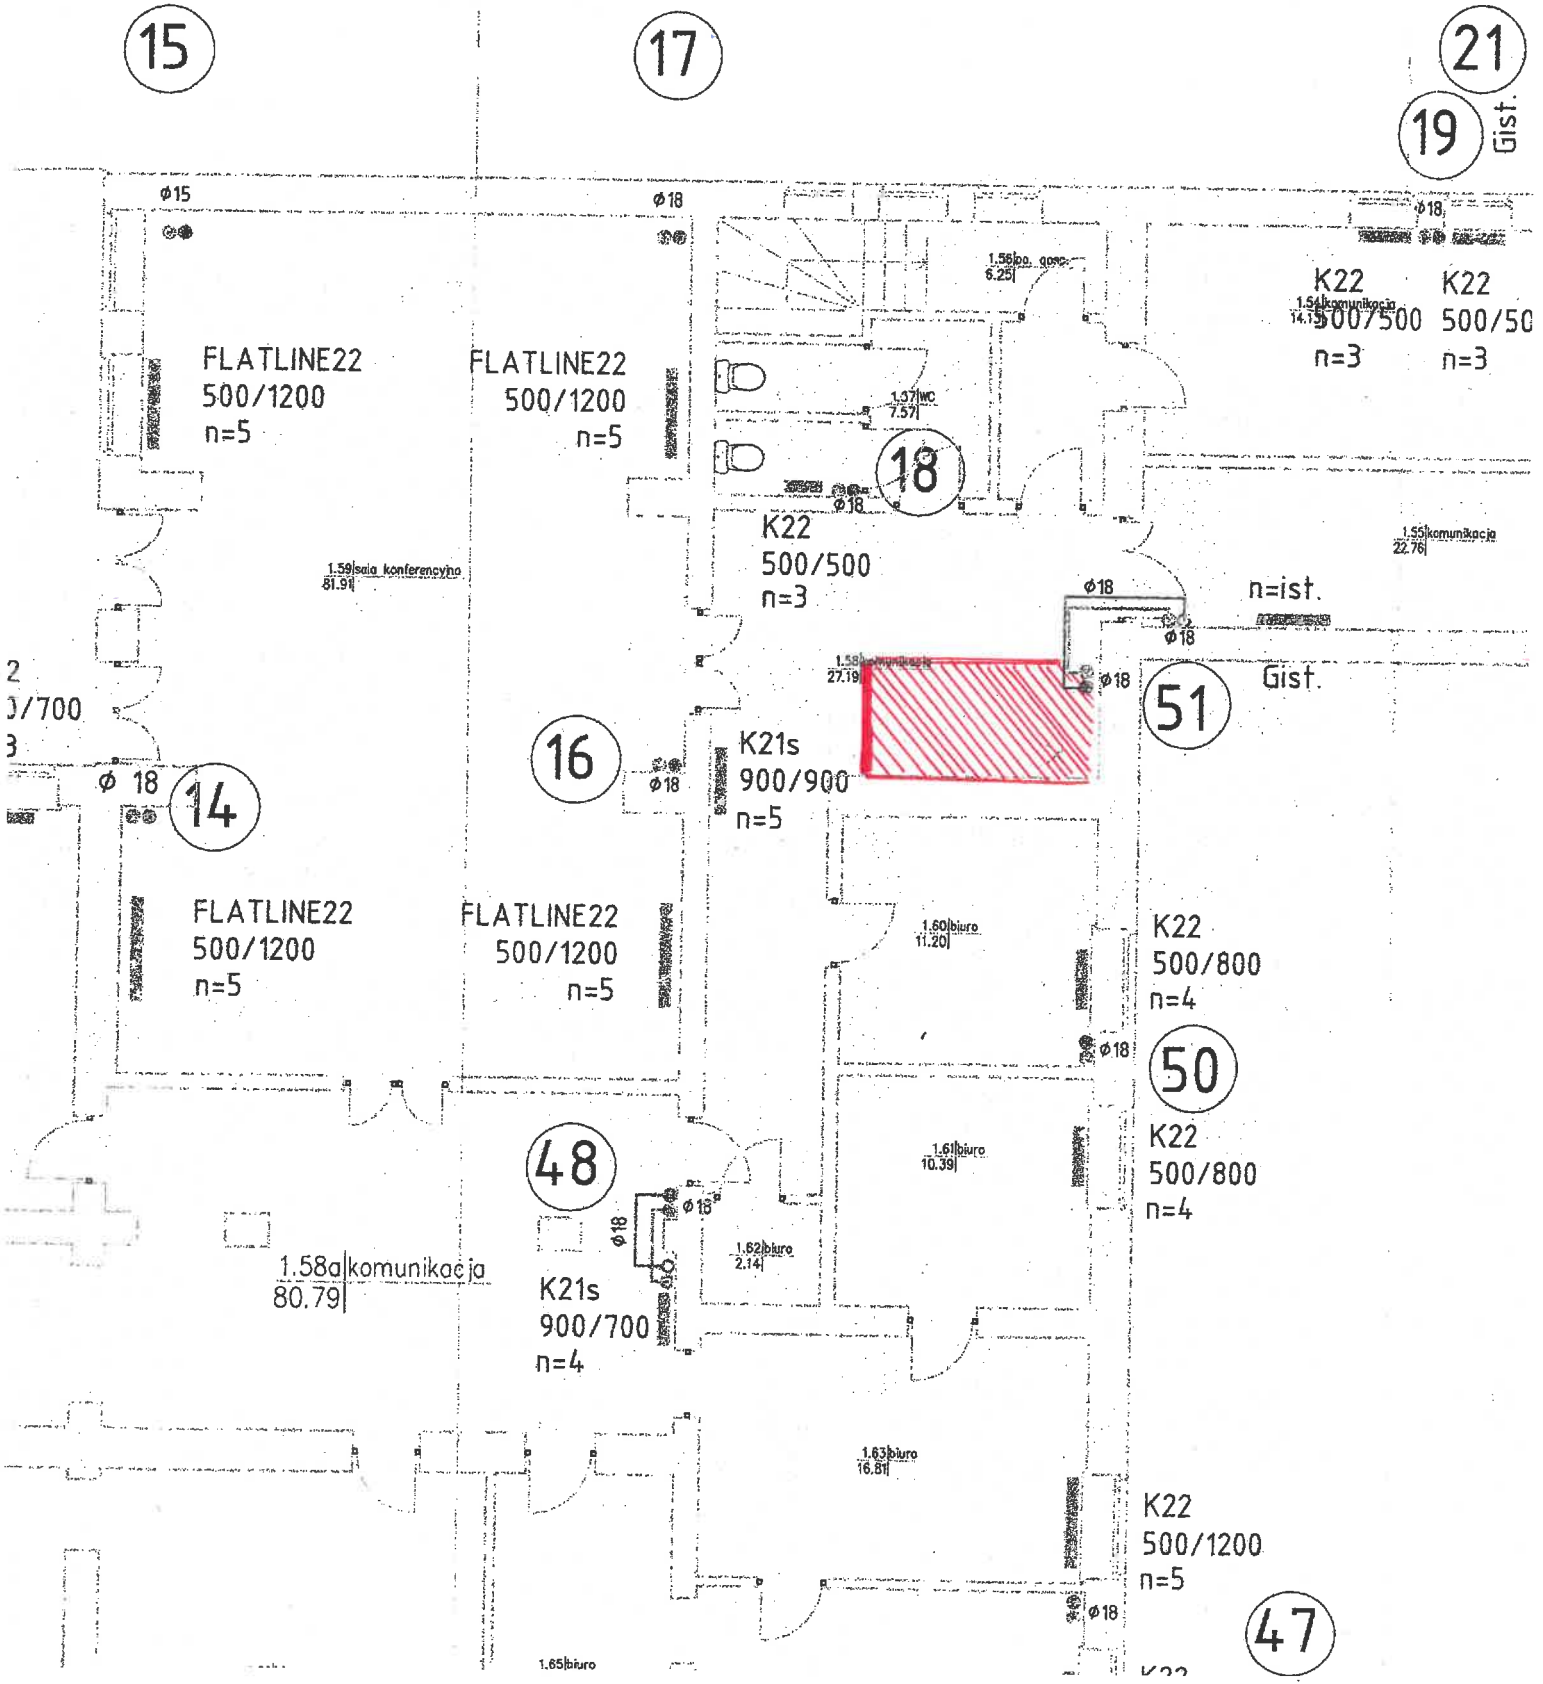 15
17
21
19
Gist.
ϕ15
ϕ18
ϕ18
1.56
6.25
K22
500/500
n=3
K22
500/50
n=3
1.54|komunikacja
FLATLINE22
500/1200
n=5
FLATLINE22
500/1200
n=5
1.37|WC
7.57
18
ϕ18
K22
500/500
n=3
1.55|komunikacja
22.76
1.59|sala konferencyjna
81.91
ϕ18
n=ist.
ϕ18
Gist.
1.58|komunikacja
27.19
ϕ18
51
2
0/700
3
16
ϕ18
K21s
900/900
n=5
ϕ 18
14
FLATLINE22
500/1200
n=5
FLATLINE22
500/1200
n=5
1.60|biuro
11.20
K22
500/800
n=4
ϕ18
50
K22
500/800
n=4
1.61|biuro
10.39
48
ϕ18
ϕ18
1.62|biuro
2.14
1.58a|komunikacja
80.79
K21s
900/700
n=4
1.63|biuro
16.81
K22
500/1200
n=5
ϕ18
47
1.65|biuro
K22